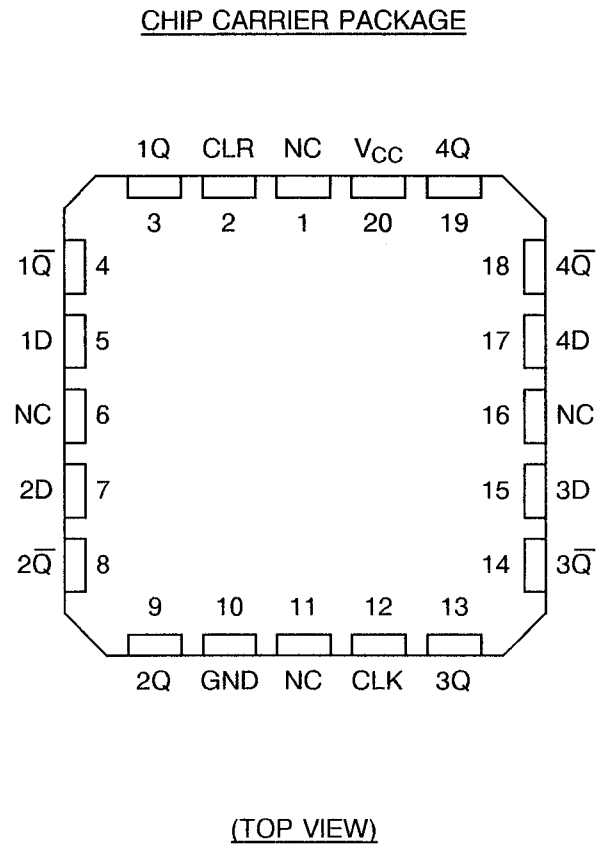 CHIP CARRIER PACKAGE
1Q CLR NC VCC 4Q
3 2 1 20 19
1Q̅ 4 18 4Q̅
1D 5 17 4D
NC 6 16 NC
2D 7 15 3D
2Q̅ 8 14 3Q̅
9 10 11 12 13
2Q GND NC CLK 3Q
(TOP VIEW)